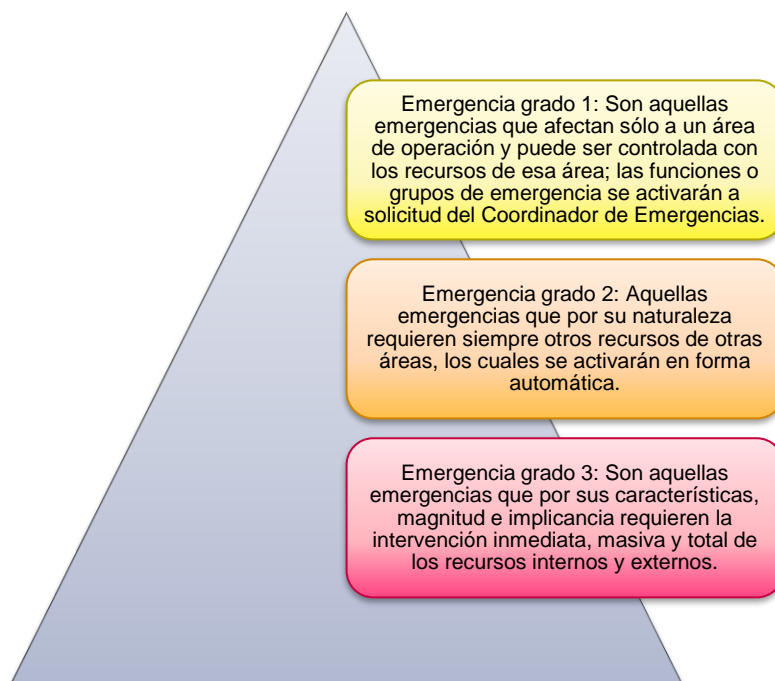 Emergencia grado 1: Son aquellas
emergencias que afectan sólo a un área
de operación y puede ser controlada con
los recursos de esa área; las funciones o
grupos de emergencia se activarán a
solicitud del Coordinador de Emergencias.
Emergencia grado 2: Aquellas
emergencias que por su naturaleza
requieren siempre otros recursos de otras
áreas, los cuales se activarán en forma
automática.
Emergencia grado 3: Son aquellas
emergencias que por sus características,
magnitud e implicancia requieren la
intervención inmediata, masiva y total de
los recursos internos y externos.